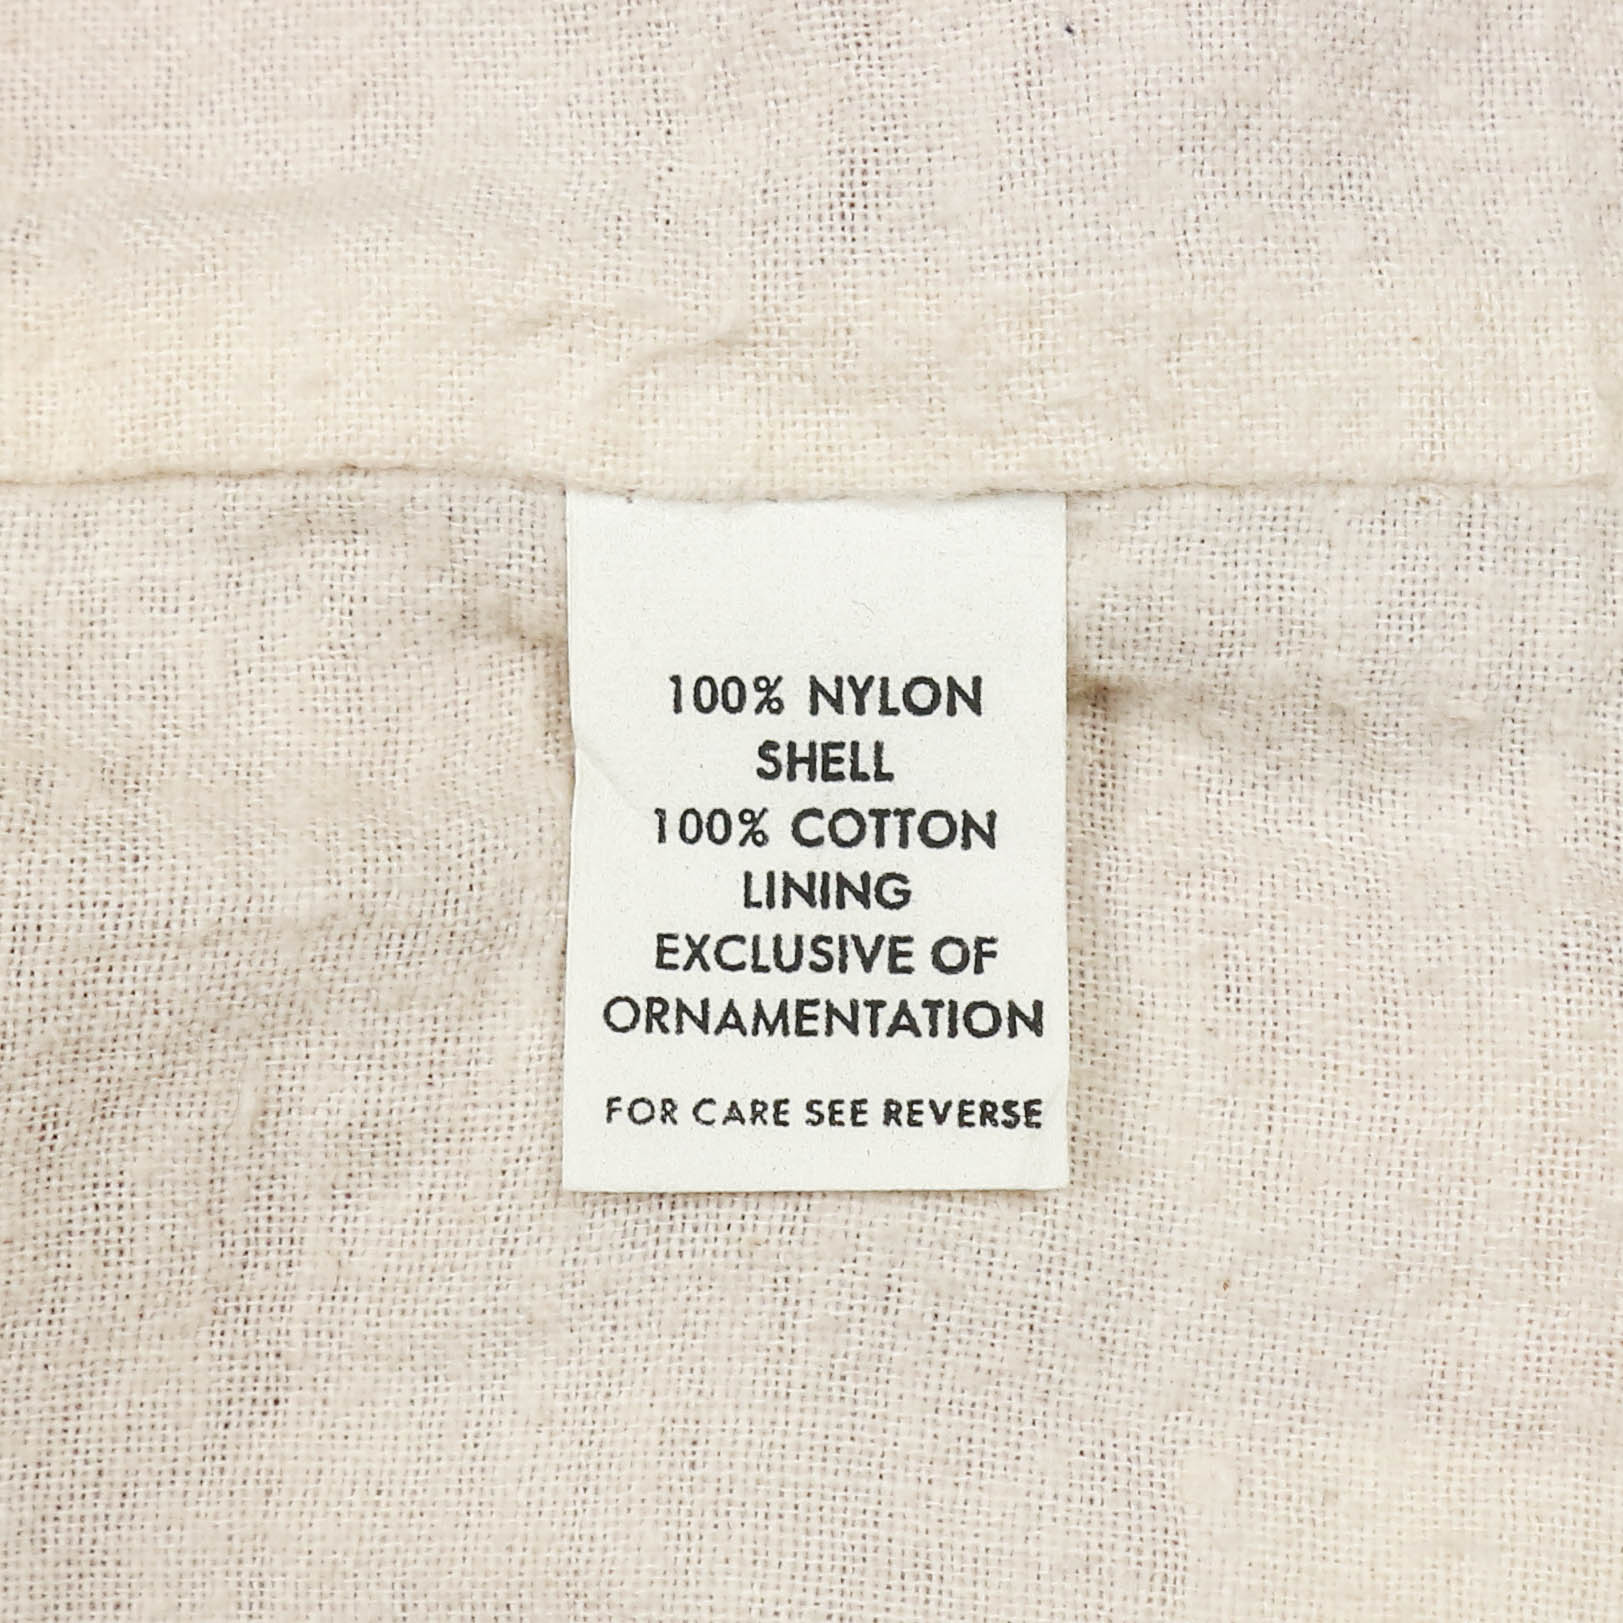 100% NYLON
SHELL
100% COTTON
LINING
EXCLUSIVE OF
ORNAMENTATION
FOR CARE SEE REVERSE